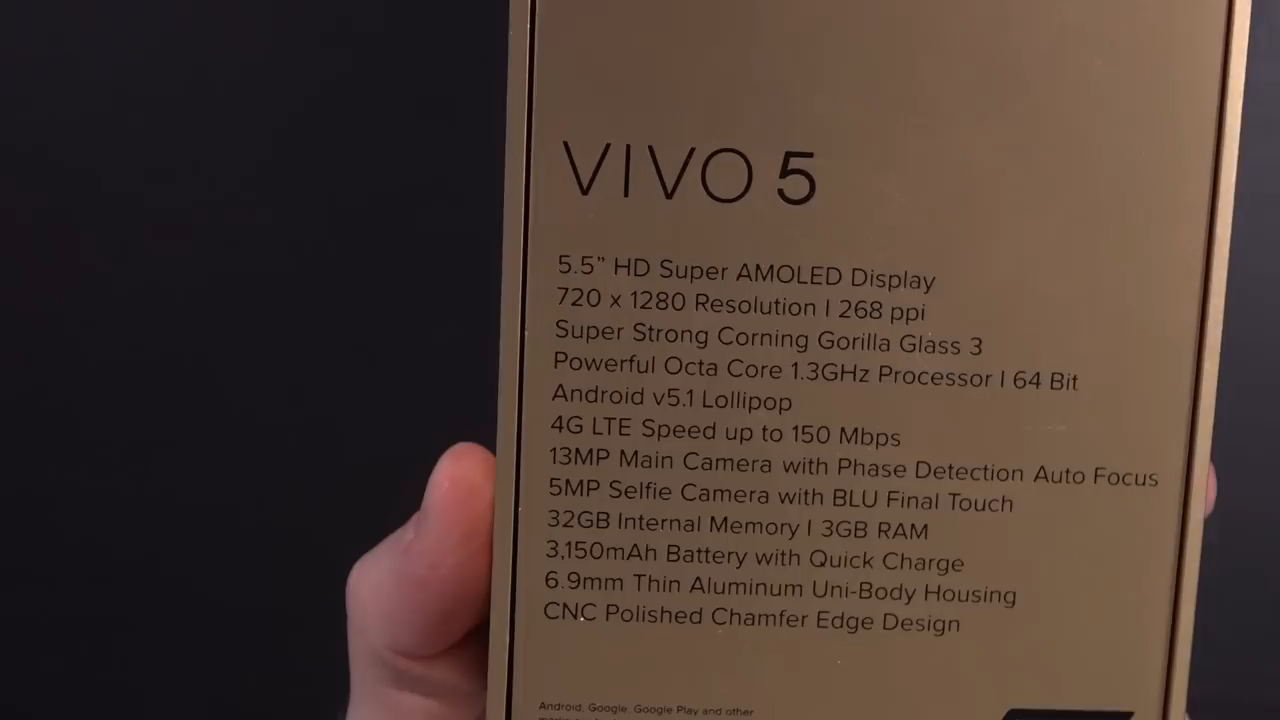 VIVO 5
5.5” HD Super AMOLED Display
720 x 1280 Resolution | 268 ppi
Super Strong Corning Gorilla Glass 3
Powerful Octa Core 1.3GHz Processor | 64 Bit
Android v5.1 Lollipop
4G LTE Speed up to 150 Mbps
13MP Main Camera with Phase Detection Auto Focus
5MP Selfie Camera with BLU Final Touch
32GB Internal Memory | 3GB RAM
3,150mAh Battery with Quick Charge
6.9mm Thin Aluminum Uni-Body Housing
CNC Polished Chamfer Edge Design
Android, Google, Google Play and other